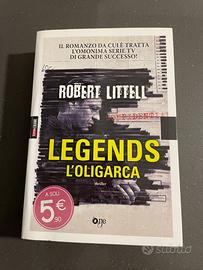 IL ROMANZO DA CUI È TRATTA
L'OMONIMA SERIE TV
DI GRANDE SUCCESSO!
ROBERT LITTELL
LEGENDS
L'OLIGARCA
thriller
A SOLI
5€
,90
One
subito